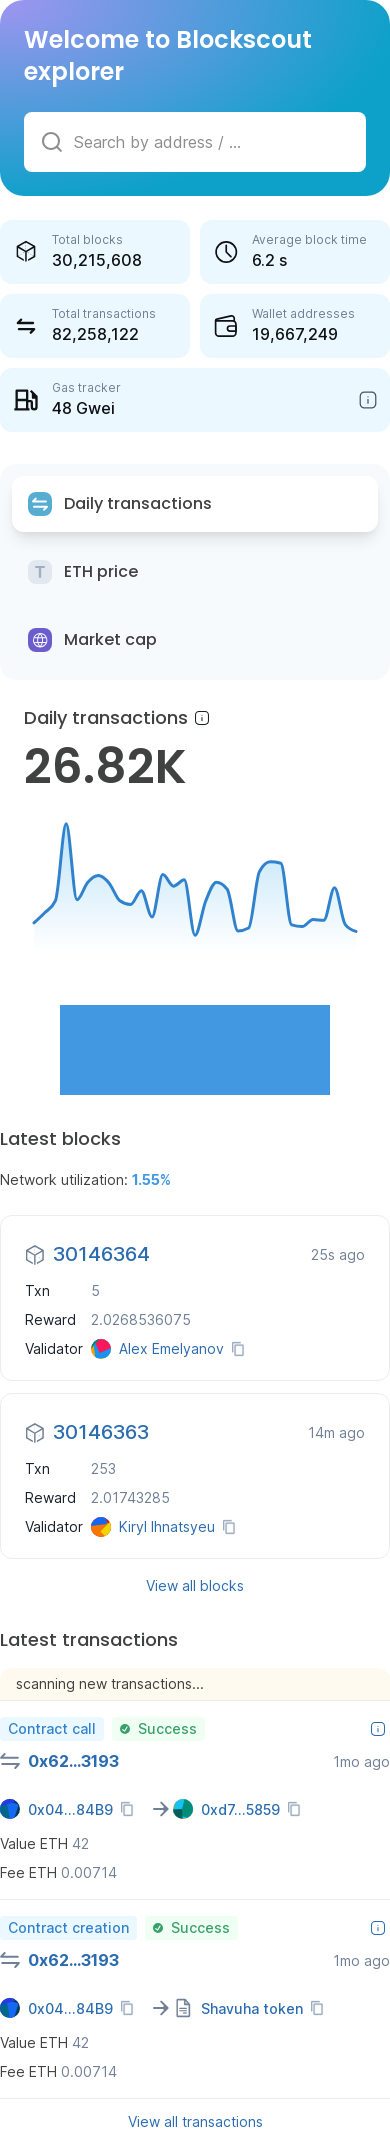 Welcome to Blockscout
explorer
Search by address / ...
Total blocks
30,215,608
Average block time
6.2 s
Total transactions
82,258,122
Wallet addresses
19,667,249
Gas tracker
48 Gwei
Daily transactions
ETH price
Market cap
Daily transactions
26.82K
Latest blocks
Network utilization: 1.55%
30146364 25s ago
Txn 5
Reward 2.0268536075
Validator Alex Emelyanov
30146363 14m ago
Txn 253
Reward 2.01743285
Validator Kiryl Ihnatsyeu
View all blocks
Latest transactions
scanning new transactions...
Contract call Success
0x62...3193 1mo ago
0x04...84B9 0xd7...5859
Value ETH 42
Fee ETH 0.00714
Contract creation Success
0x62...3193 1mo ago
0x04...84B9 Shavuha token
Value ETH 42
Fee ETH 0.00714
View all transactions